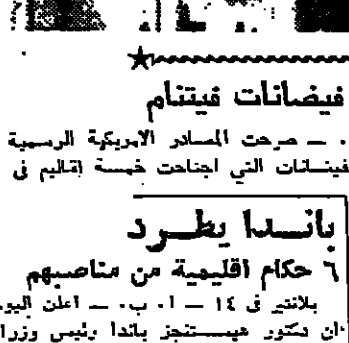 فيضانات فيتنام
. — صرحت المصادر الامريكية الرسمية
فيضانات التي اجتاحت خمسة اقاليم في
باندا يطرد
٦ حكام اقليمية من مناصبهم
بلانتير في ١٤ — ا. ب. — اعلن اليو
ان دكتور هيستنجز باندا رئيس وزرا